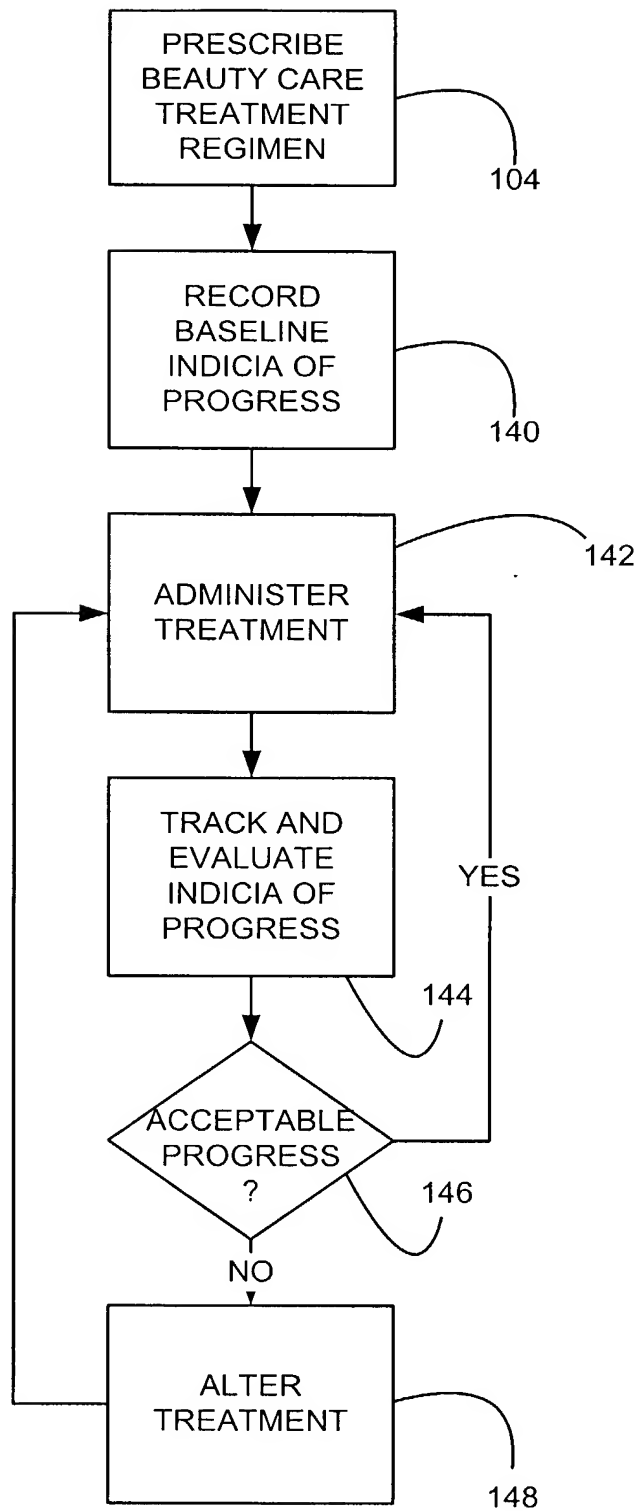 PRESCRIBE
BEAUTY CARE
TREATMENT
REGIMEN
104
RECORD
BASELINE
INDICIA OF
PROGRESS
140
142
ADMINISTER
TREATMENT
TRACK AND
EVALUATE
INDICIA OF
PROGRESS
YES
144
ACCEPTABLE
PROGRESS
?
146
NO
ALTER
TREATMENT
148